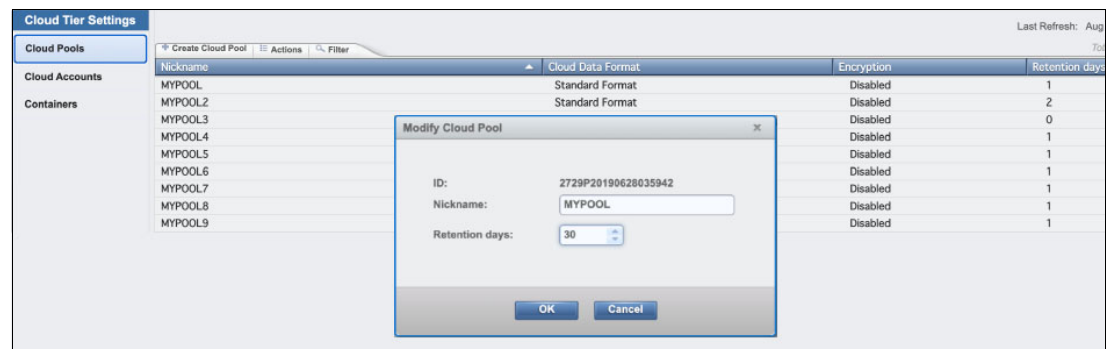 Cloud Tier Settings
Last Refresh: Aug
Cloud Pools
Create Cloud Pool Actions Filter
Tot
Nickname Cloud Data Format Encryption Retention days
Cloud Accounts
MYPOOL Standard Format Disabled 1
Containers
MYPOOL2 Standard Format Disabled 2
MYPOOL3 Disabled 0
Modify Cloud Pool x
MYPOOL4 Disabled 1
MYPOOL5 Disabled 1
MYPOOL6 Disabled 1
ID: 2729P20190628035942
MYPOOL7 Disabled 1
Nickname: MYPOOL
MYPOOL8 Disabled 1
MYPOOL9 Disabled 1
Retention days: 30
OK Cancel